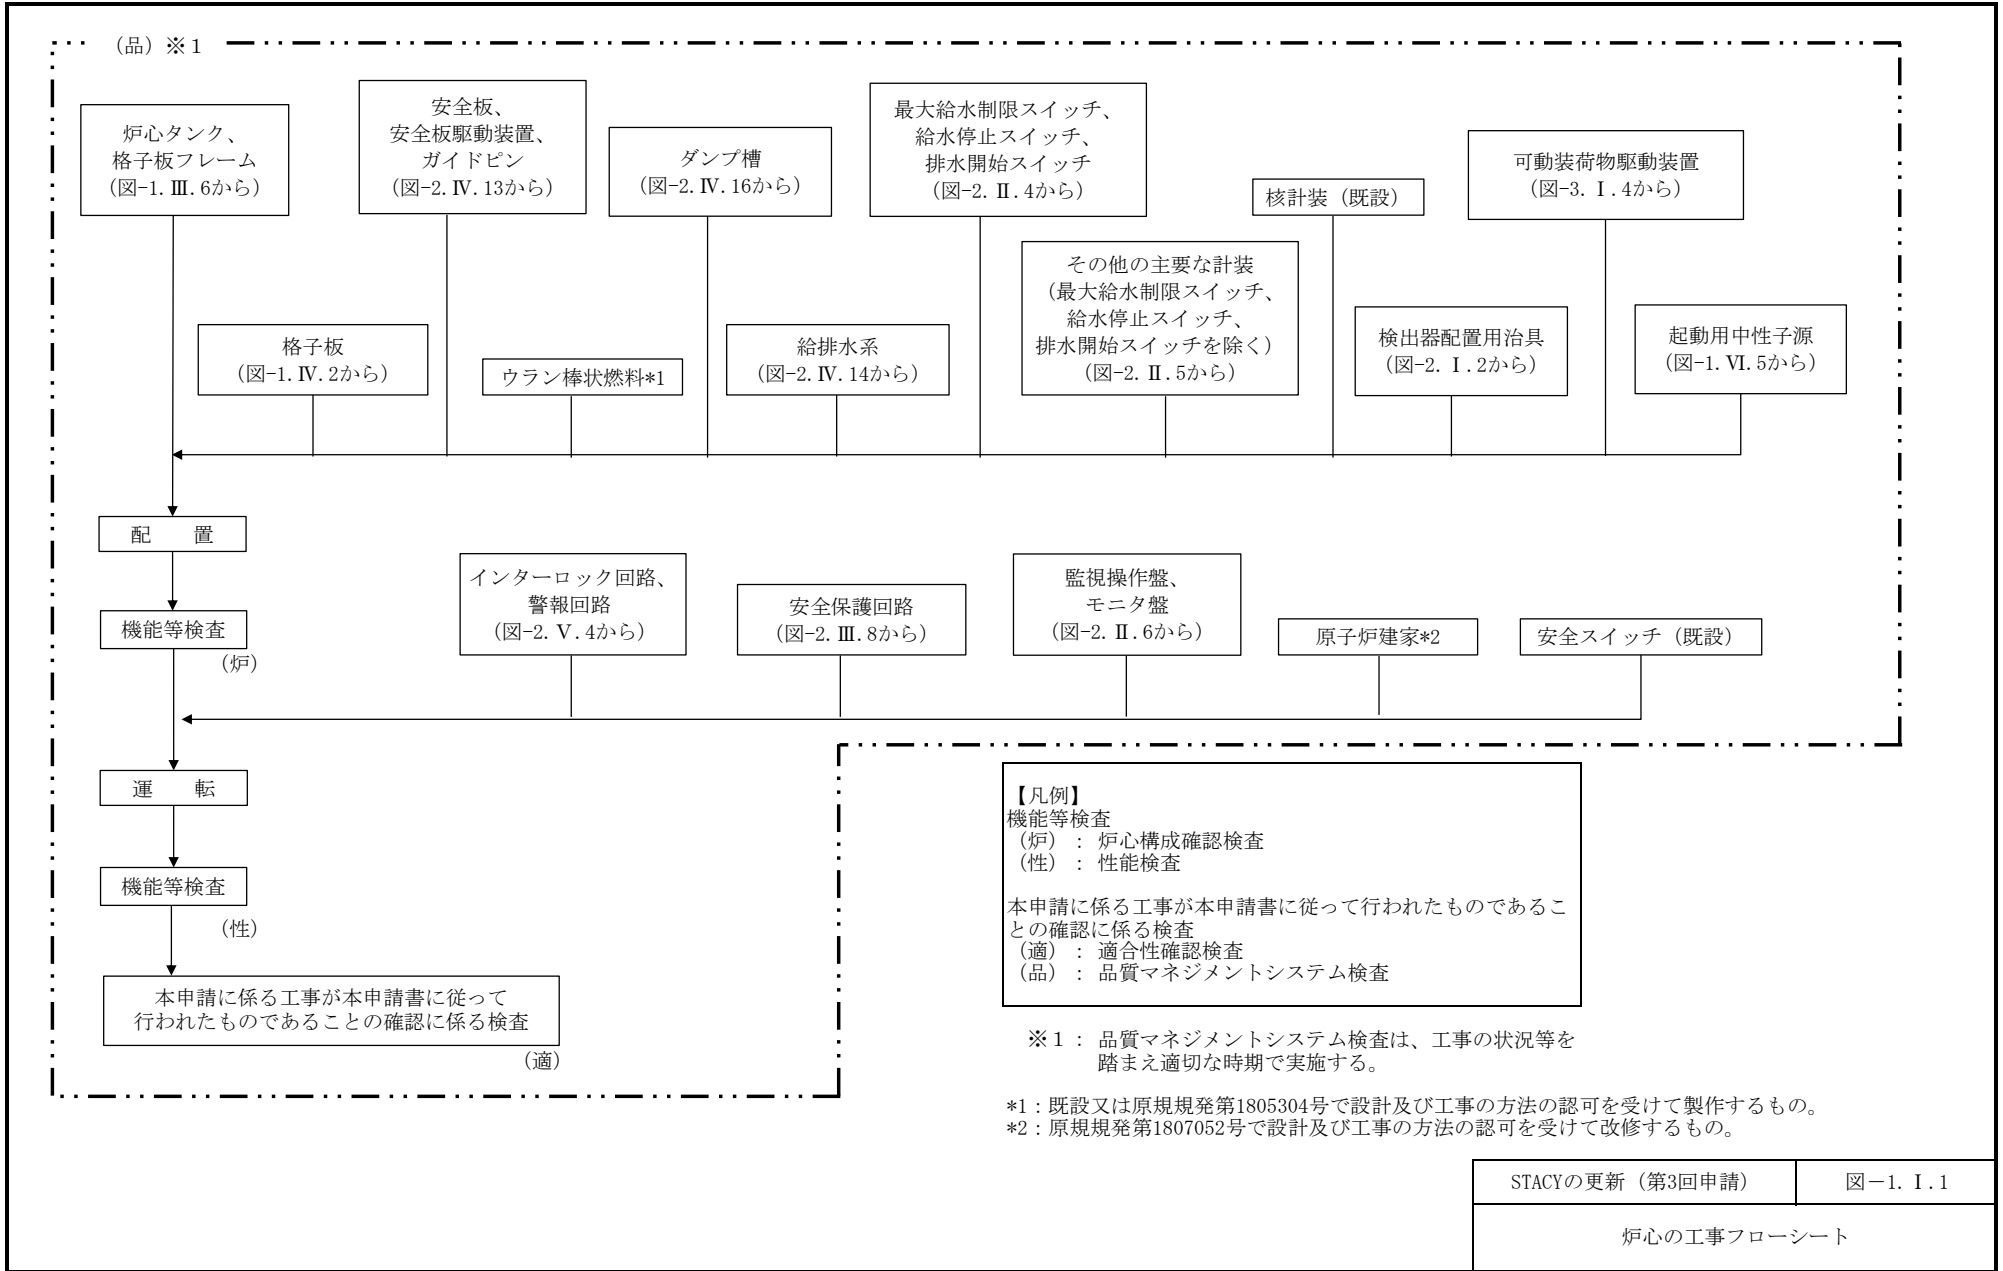 (品)※1
炉心タンク、
格子板フレーム
(図-1.Ⅲ.6から)
安全板、
安全板駆動装置、
ガイドピン
(図-2.Ⅳ.13から)
ダンプ槽
(図-2.Ⅳ.16から)
最大給水制限スイッチ、
給水停止スイッチ、
排水開始スイッチ
(図-2.Ⅱ.4から)
核計装(既設)
可動装荷物駆動装置
(図-3.Ⅰ.4から)
格子板
(図-1.Ⅳ.2から)
ウラン棒状燃料*1
給排水系
(図-2.Ⅳ.14から)
その他の主要な計装
(最大給水制限スイッチ、
給水停止スイッチ、
排水開始スイッチを除く)
(図-2.Ⅱ.5から)
検出器配置用治具
(図-2.Ⅰ.2から)
起動用中性子源
(図-1.Ⅵ.5から)
配 置
機能等検査
(炉)
インターロック回路、
警報回路
(図-2.Ⅴ.4から)
安全保護回路
(図-2.Ⅲ.8から)
監視操作盤、
モニタ盤
(図-2.Ⅱ.6から)
原子炉建家*2
安全スイッチ(既設)
運 転
機能等検査
(性)
本申請に係る工事が本申請書に従って
行われたものであることの確認に係る検査
(適)
【凡例】
機能等検査
(炉): 炉心構成確認検査
(性): 性能検査
本申請に係る工事が本申請書に従って行われたものであるこ
との確認に係る検査
(適): 適合性確認検査
(品): 品質マネジメントシステム検査
※1: 品質マネジメントシステム検査は、工事の状況等を
踏まえ適切な時期で実施する。
*1:既設又は原規規発第1805304号で設計及び工事の方法の認可を受けて製作するもの。
*2:原規規発第1807052号で設計及び工事の方法の認可を受けて改修するもの。
STACYの更新(第3回申請)
図-1.Ⅰ.1
炉心の工事フローシート